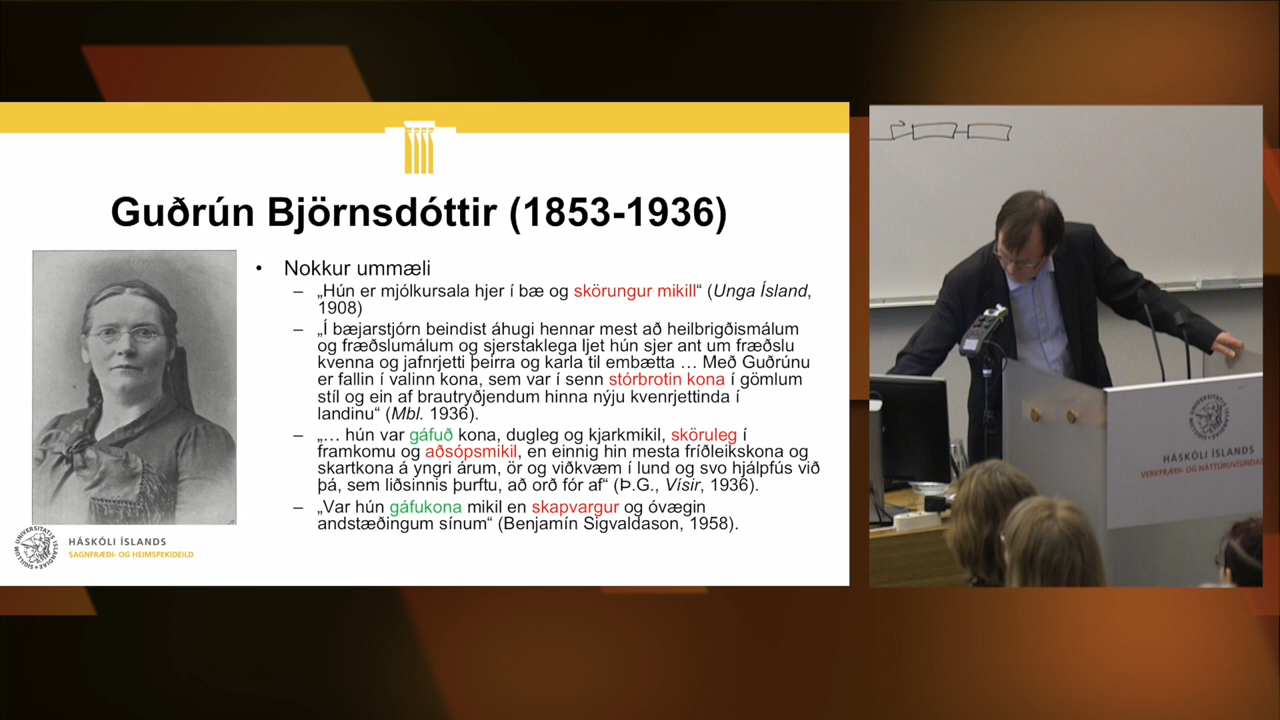 Guðrún Björnsdóttir (1853-1936)
• Nokkur ummæli
– „Hún er mjólkursala hjer í bæ og skörungur mikill“ (Unga Ísland,
1908)
– „Í bæjarstjórn beindist áhugi hennar mest að heilbrigðismálum
og fræðslumálum og sjerstaklega ljet hún sjer ant um fræðslu
kvenna og jafnrjetti þeirra og karla til embætta … Með Guðrúnu
er fallin í valinn kona, sem var í senn stórbrotin kona í gömlum
stíl og ein af brautryðjendum hinna nýju kvenrjettinda í
landinu“ (Mbl. 1936).
– „… hún var gáfuð kona, dugleg og kjarkmikil, sköruleg í
framkomu og aðsópsmikil, en einnig hin mesta fríðleikskona og
skartkona á yngri árum, ör og viðkvæm í lund og svo hjálpfús við
þá, sem liðsinnis þurftu, að orð fór af“ (Þ.G., Vísir, 1936).
– „Var hún gáfukona mikil en skapvargur og óvægin
andstæðingum sínum“ (Benjamín Sigvaldason, 1958).
HÁSKÓLI ÍSLANDS
SAGNFRÆÐI- OG HEIMSPEKIDEILD
HÁSKÓLI ÍSLANDS
VERKFRÆÐI- OG NÁTTÚRUVÍSINDAS